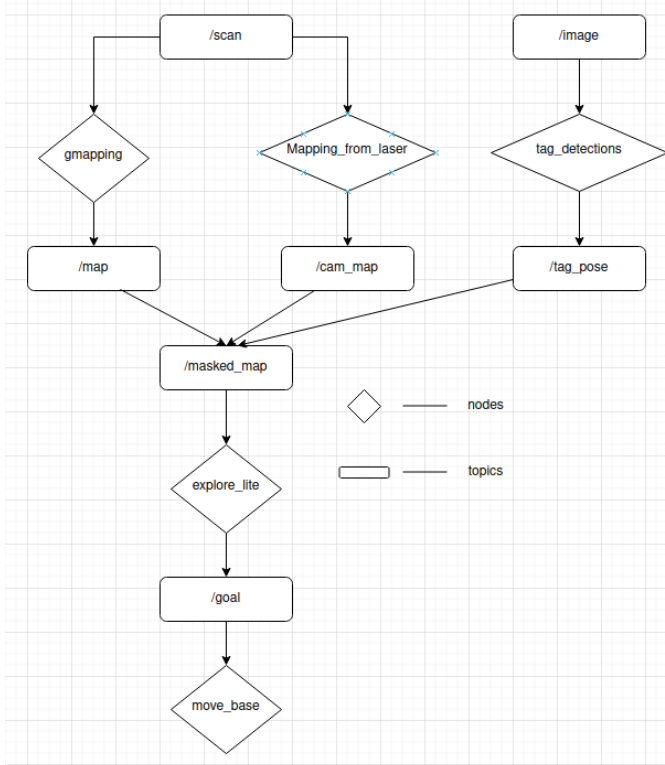 /scan
/image
gmapping
Mapping_from_laser
tag_detections
/map
/cam_map
/tag_pose
/masked_map
nodes
explore_lite
topics
/goal
move_base